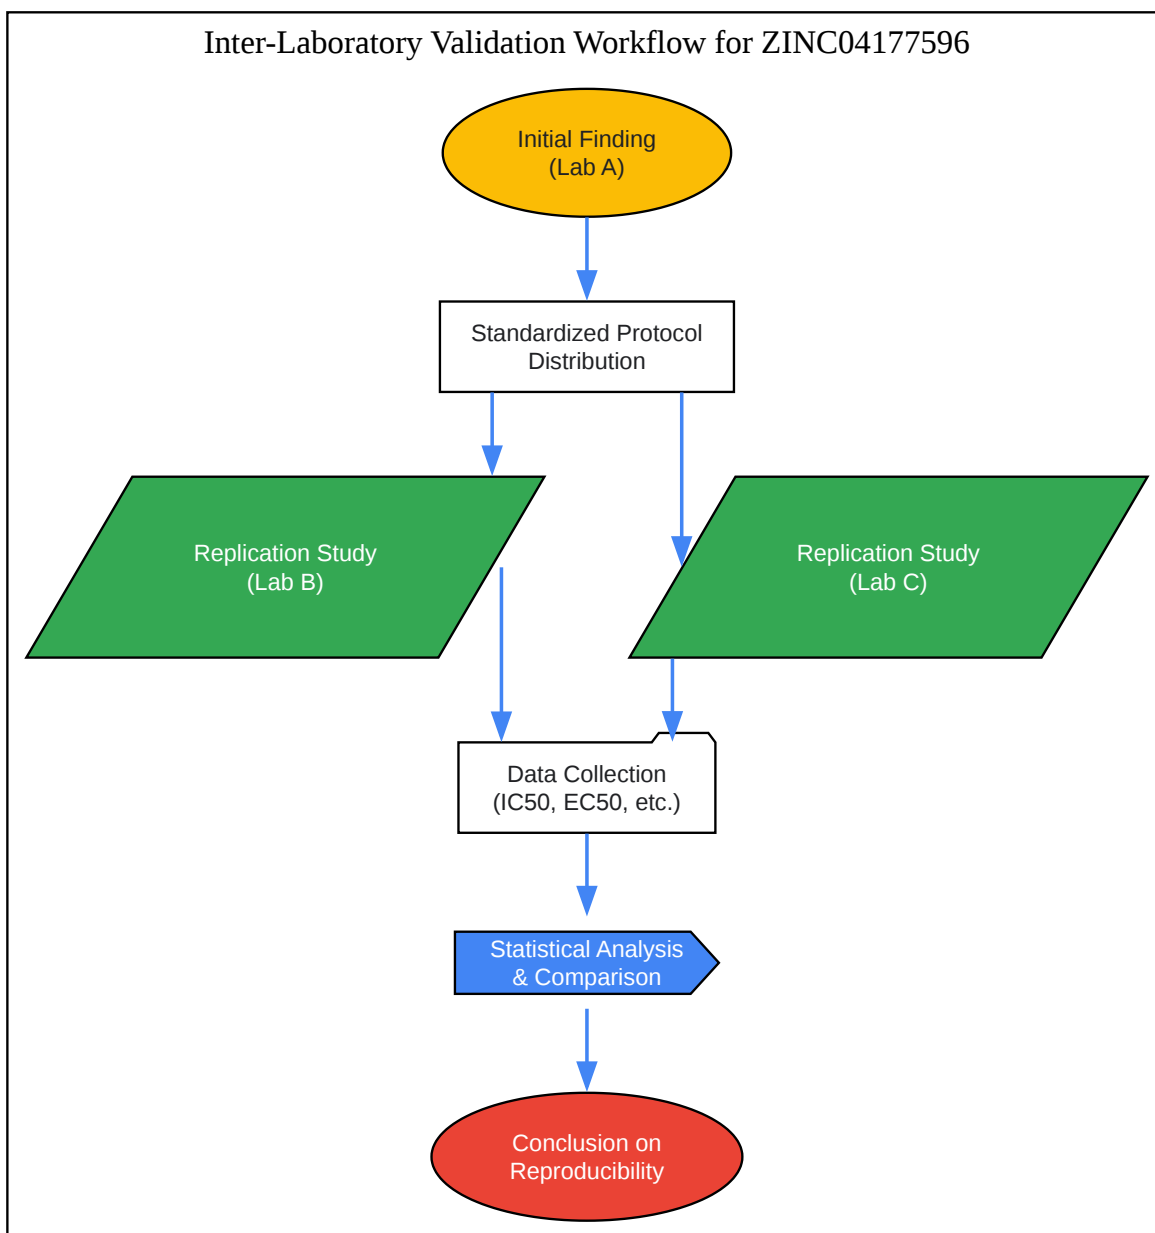 Inter-Laboratory Validation Workflow for ZINC04177596
Initial Finding
(Lab A)
Standardized Protocol
Distribution
Replication Study
(Lab B)
Replication Study
(Lab C)
Data Collection
(IC50, EC50, etc.)
Statistical Analysis
& Comparison
Conclusion on
Reproducibility